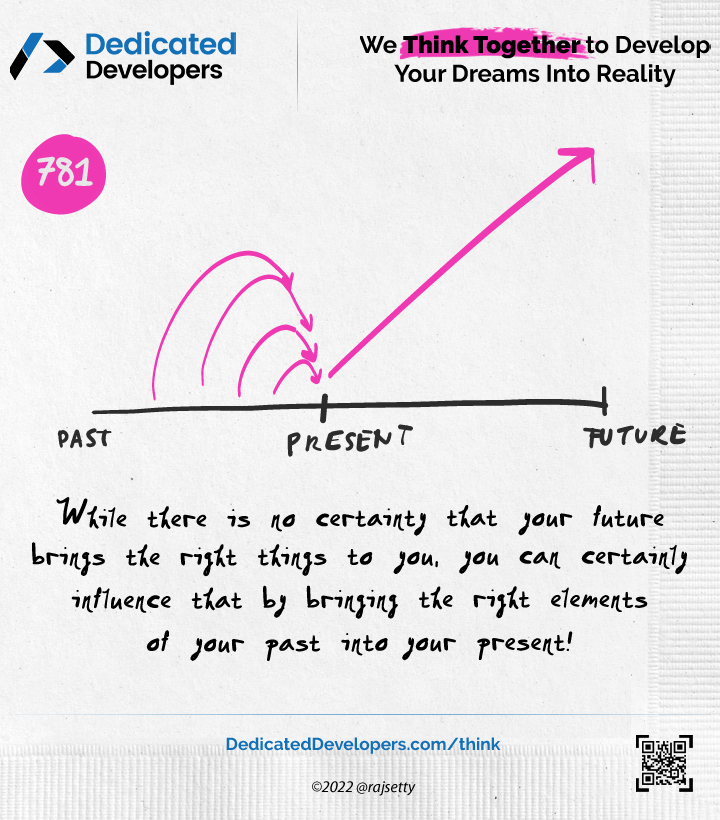 Dedicated
Developers
We Think Together to Develop
Your Dreams Into Reality
781
PAST
PRESENT
FUTURE
While there is no certainty that your future
brings the right things to you, you can certainly
influence that by bringing the right elements
of your past into your present!
DedicatedDevelopers.com/think
©2022 @rajsetty